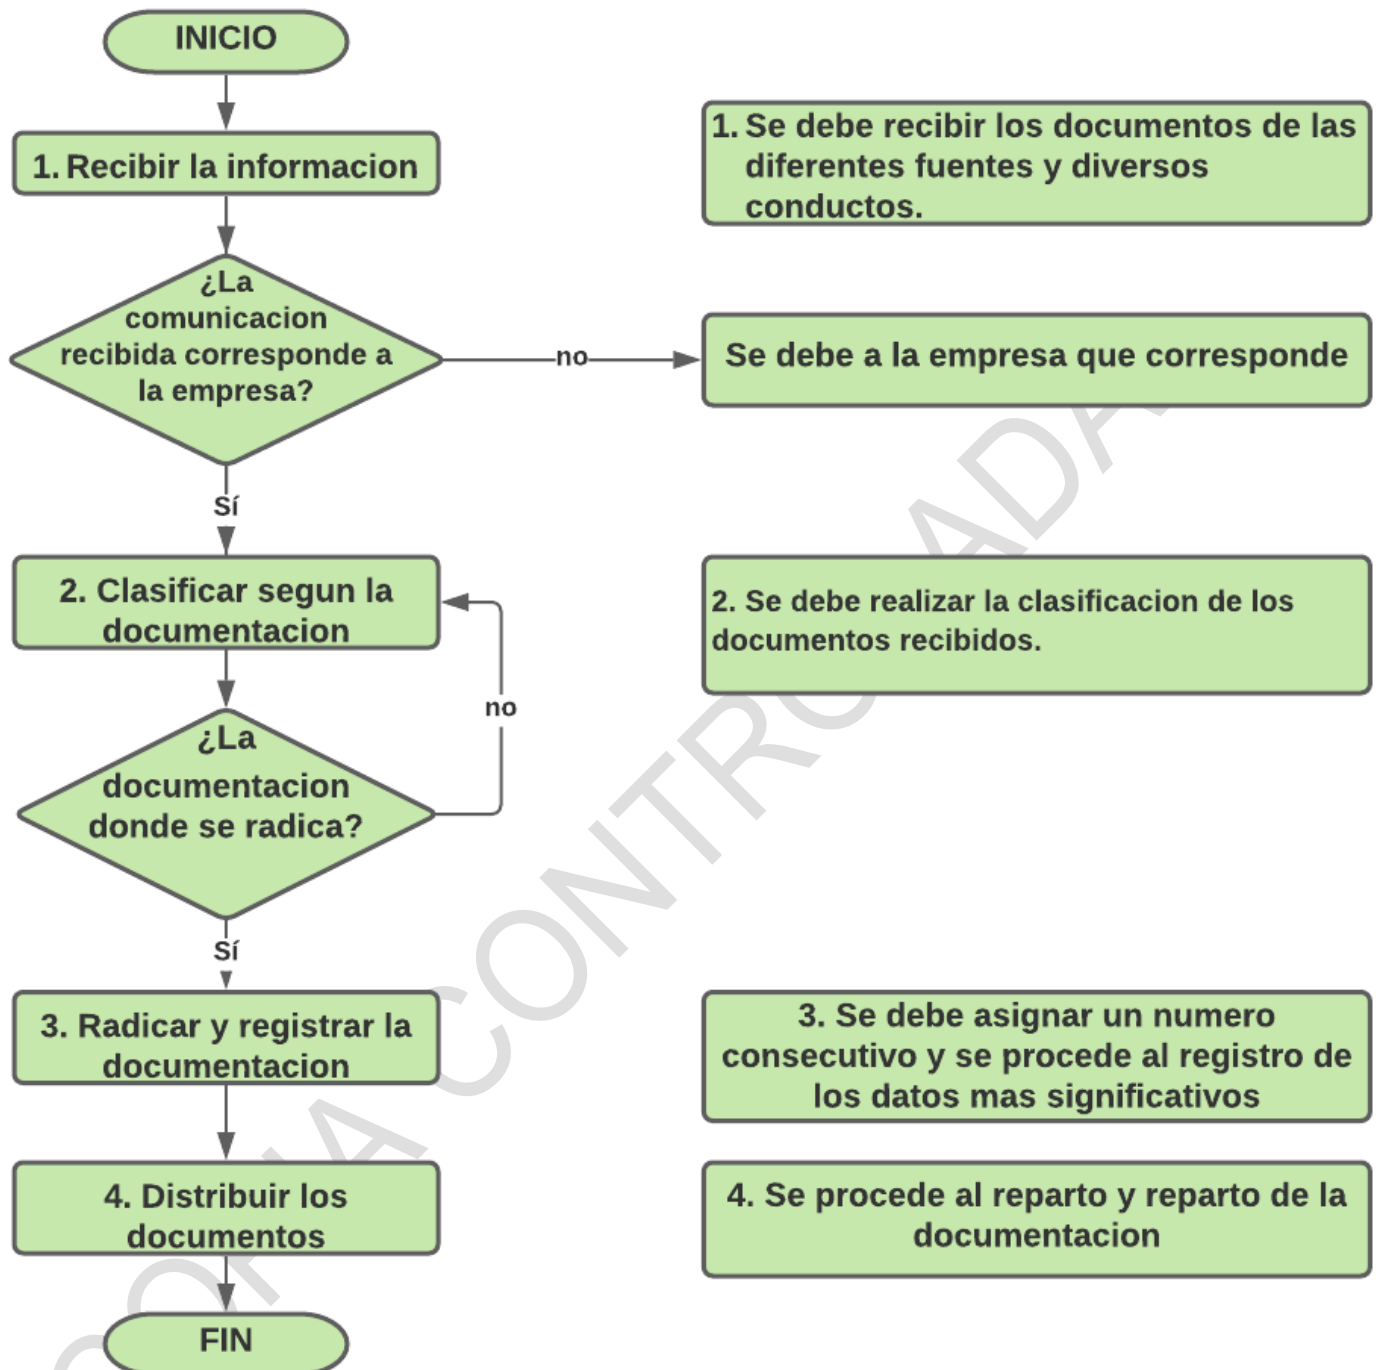 INICIO
1. Recibir la informacion
1. Se debe recibir los documentos de las
diferentes fuentes y diversos
conductos.
¿La
comunicacion
recibida corresponde a
la empresa?
no
Se debe a la empresa que corresponde
Sí
2. Clasificar segun la
documentacion
2. Se debe realizar la clasificacion de los
documentos recibidos.
no
¿La
documentacion
donde se radica?
Sí
3. Radicar y registrar la
documentacion
3. Se debe asignar un numero
consecutivo y se procede al registro de
los datos mas significativos
4. Distribuir los
documentos
4. Se procede al reparto y reparto de la
documentacion
FIN
COPIA CONTROLADA